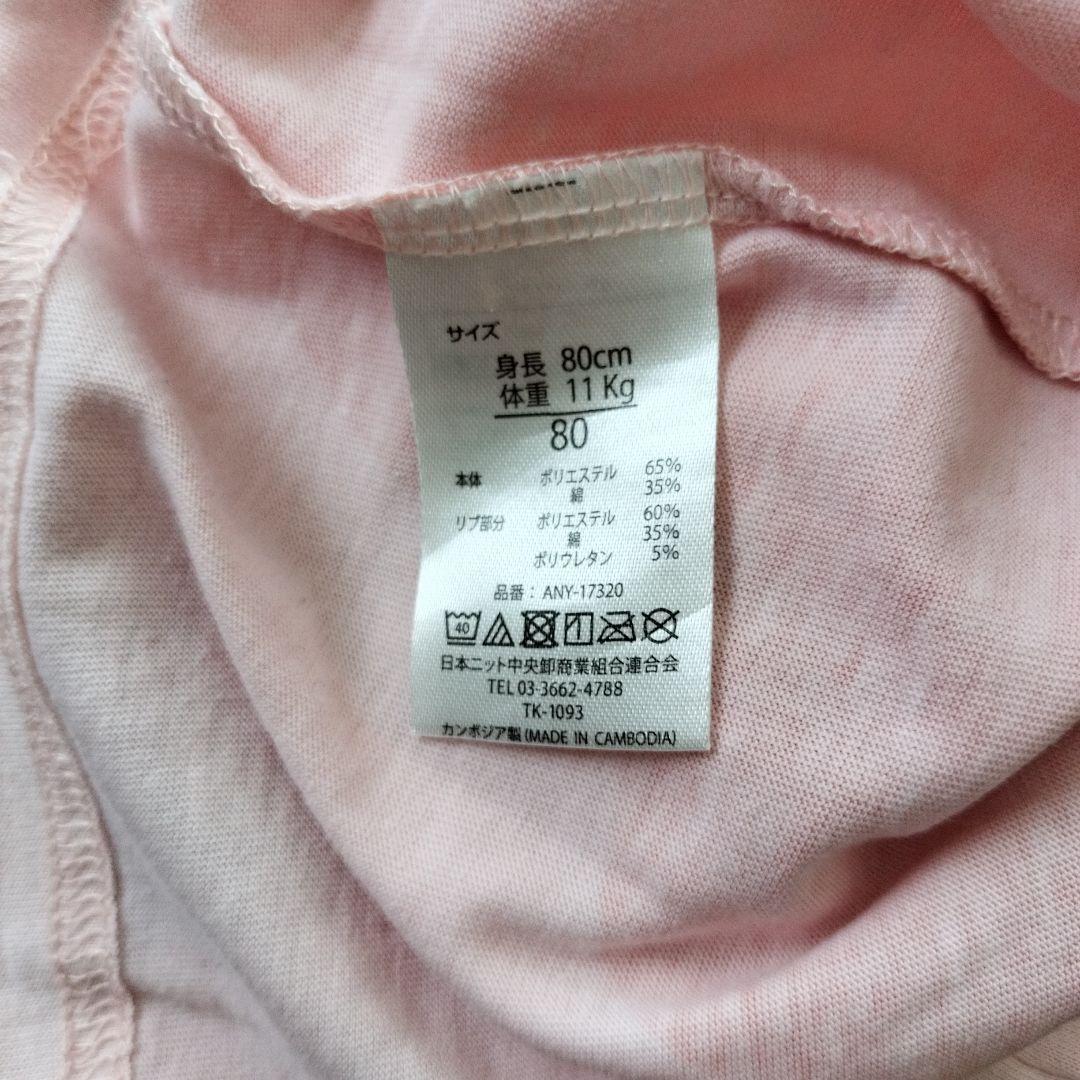 サイズ
身長 80cm
体重 11Kg
80
本体 ポリエステル 65%
綿 35%
リブ部分 ポリエステル 60%
綿 35%
ポリウレタン 5%
品番： ANY-17320
40
日本ニット中央卸商業組合連合会
TEL 03-3662-4788
TK-1093
カンボジア製（MADE IN CAMBODIA）